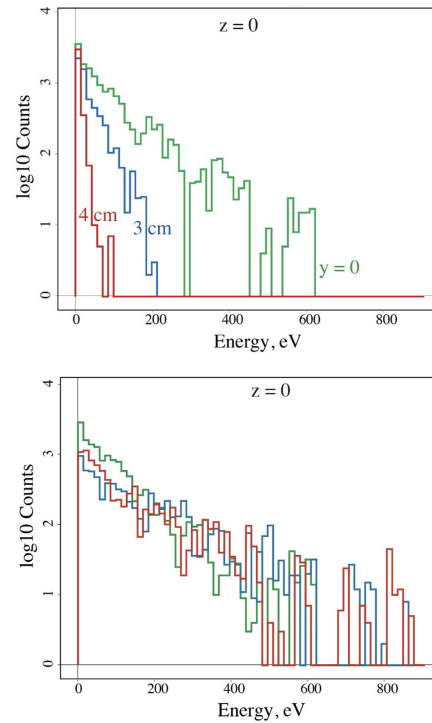 z = 0
4
3
2
1
0
log10 Counts
4 cm
3 cm
y = 0
0
200
400
600
800
Energy, eV
z = 0
4
3
2
1
0
log10 Counts
0
200
400
600
800
Energy, eV